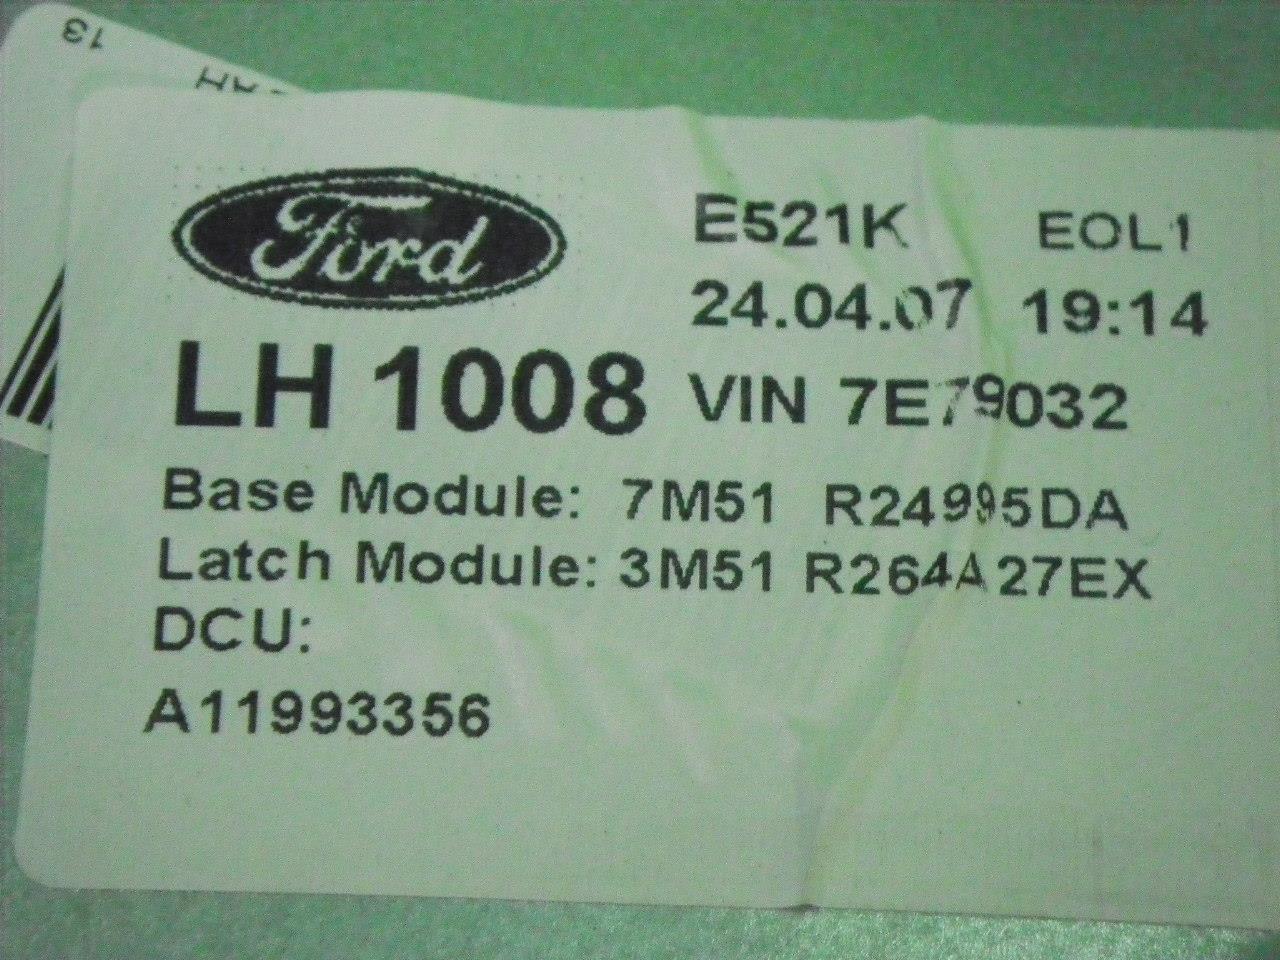 13
Ford
E521K EOL1
24.04.07 19:14
LH 1008 VIN 7E79032
Base Module: 7M51 R24995DA
Latch Module: 3M51 R264A27EX
DCU:
A11993356